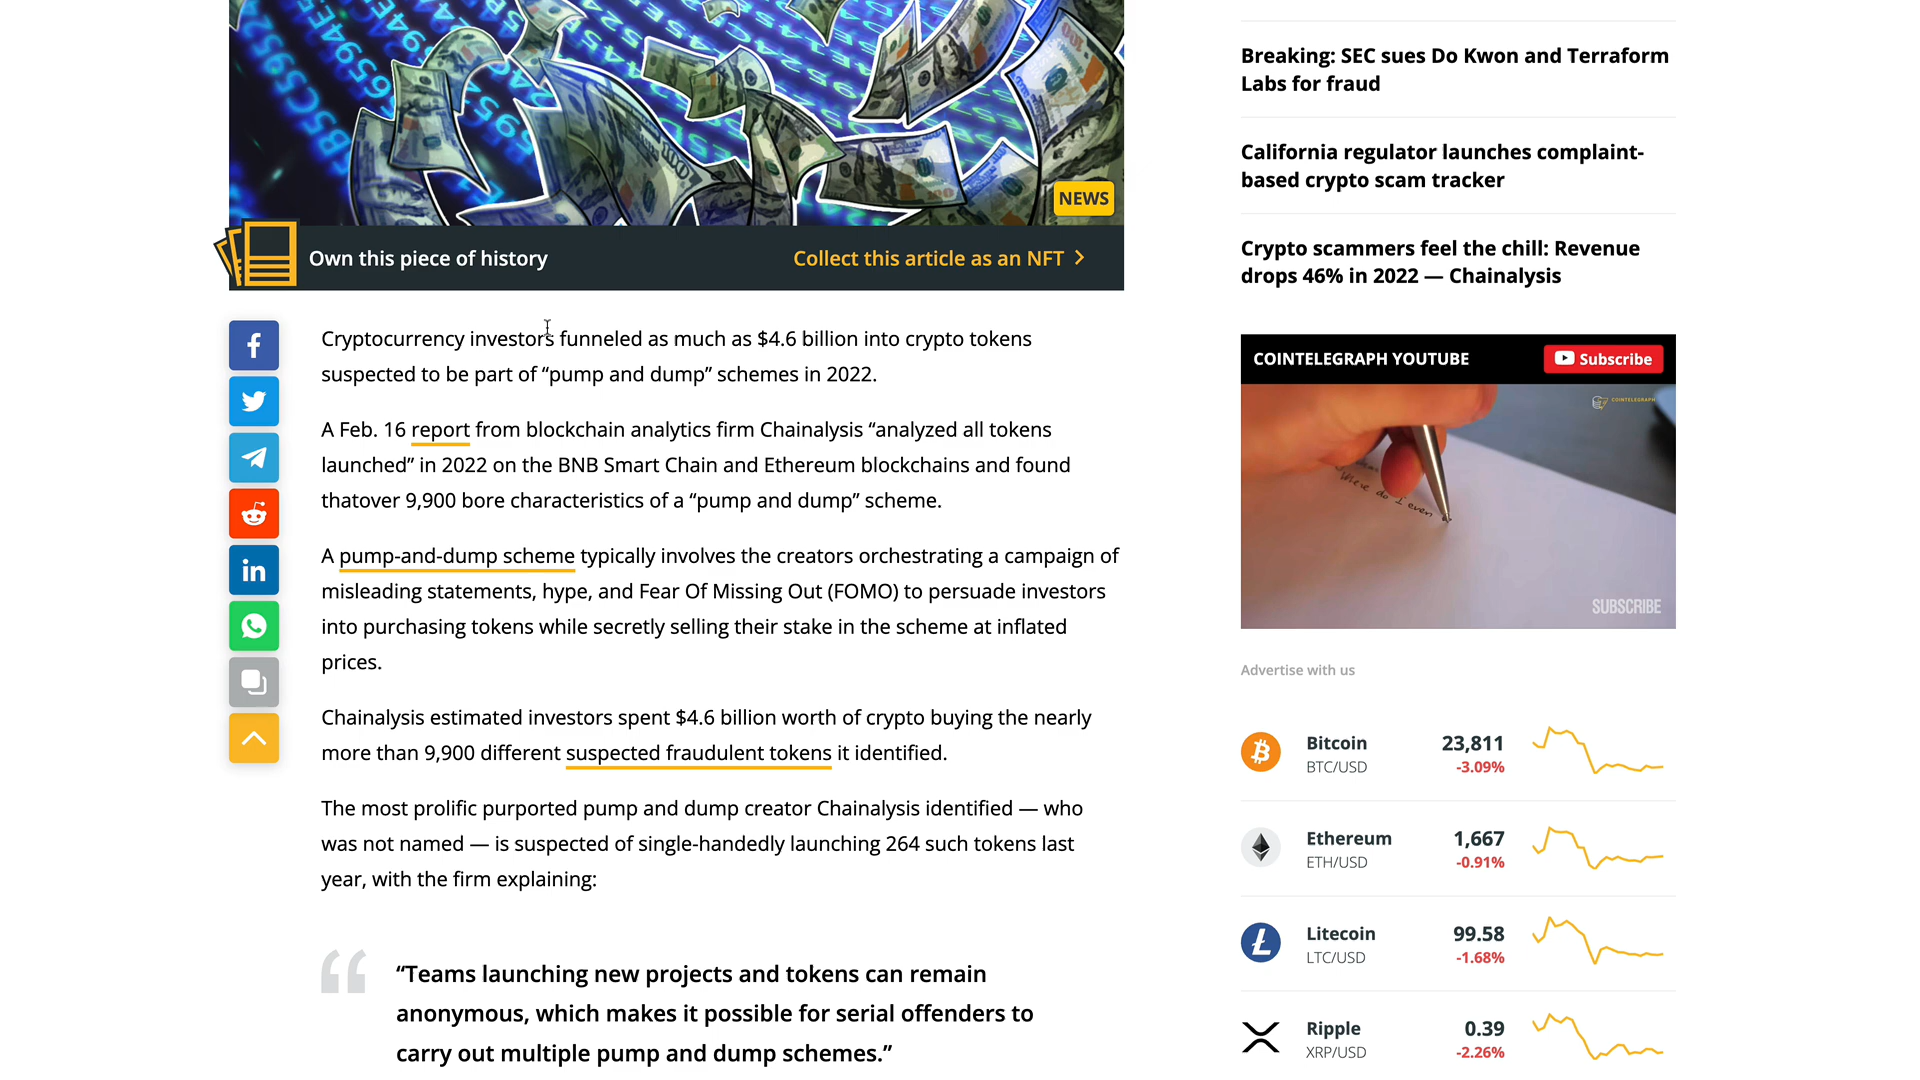 NEWS
Own this piece of history
Collect this article as an NFT
Cryptocurrency investors funneled as much as $4.6 billion into crypto tokens
suspected to be part of “pump and dump” schemes in 2022.
A Feb. 16 report from blockchain analytics firm Chainalysis “analyzed all tokens
launched” in 2022 on the BNB Smart Chain and Ethereum blockchains and found
thatover 9,900 bore characteristics of a “pump and dump” scheme.
A pump-and-dump scheme typically involves the creators orchestrating a campaign of
misleading statements, hype, and Fear Of Missing Out (FOMO) to persuade investors
into purchasing tokens while secretly selling their stake in the scheme at inflated
prices.
Chainalysis estimated investors spent $4.6 billion worth of crypto buying the nearly
more than 9,900 different suspected fraudulent tokens it identified.
The most prolific purported pump and dump creator Chainalysis identified — who
was not named — is suspected of single-handedly launching 264 such tokens last
year, with the firm explaining:
“Teams launching new projects and tokens can remain
anonymous, which makes it possible for serial offenders to
carry out multiple pump and dump schemes.”
Breaking: SEC sues Do Kwon and Terraform
Labs for fraud
California regulator launches complaint-
based crypto scam tracker
Crypto scammers feel the chill: Revenue
drops 46% in 2022 — Chainalysis
COINTELEGRAPH YOUTUBE
Subscribe
COINTELEGRAPH
Where do I even
SUBSCRIBE
Advertise with us
Bitcoin 23,811
BTC/USD -3.09%
Ethereum 1,667
ETH/USD -0.91%
Litecoin 99.58
LTC/USD -1.68%
Ripple 0.39
XRP/USD -2.26%